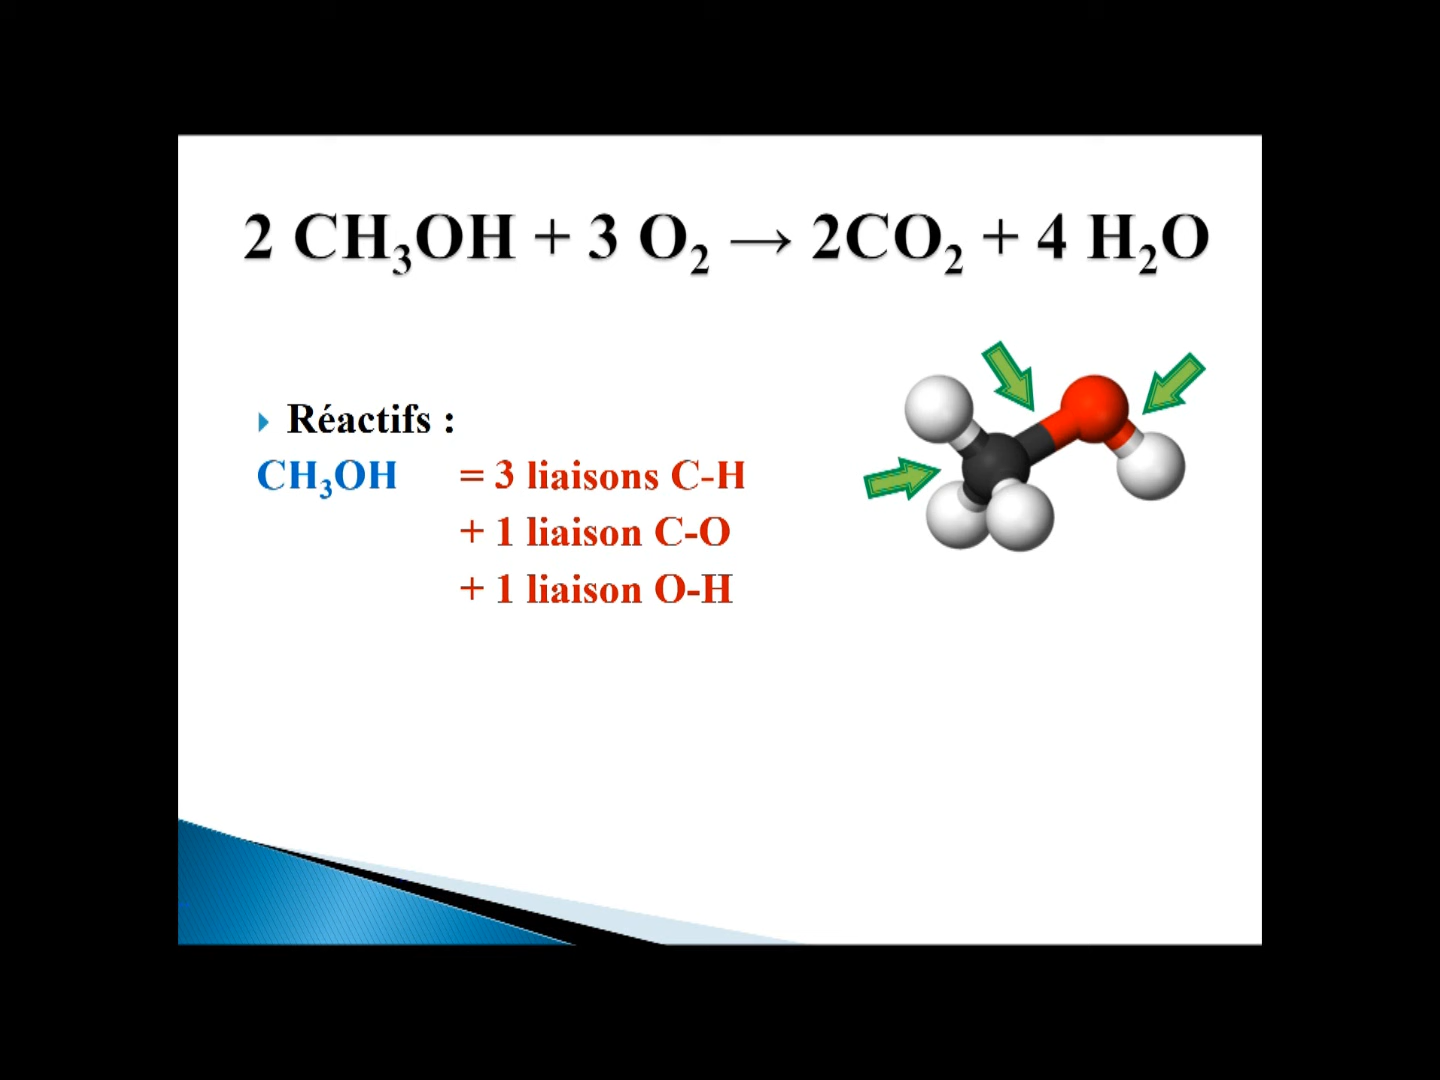 2 CH₃OH + 3 O₂ → 2CO₂ + 4 H₂O
Réactifs :
CH₃OH = 3 liaisons C-H
+ 1 liaison C-O
+ 1 liaison O-H